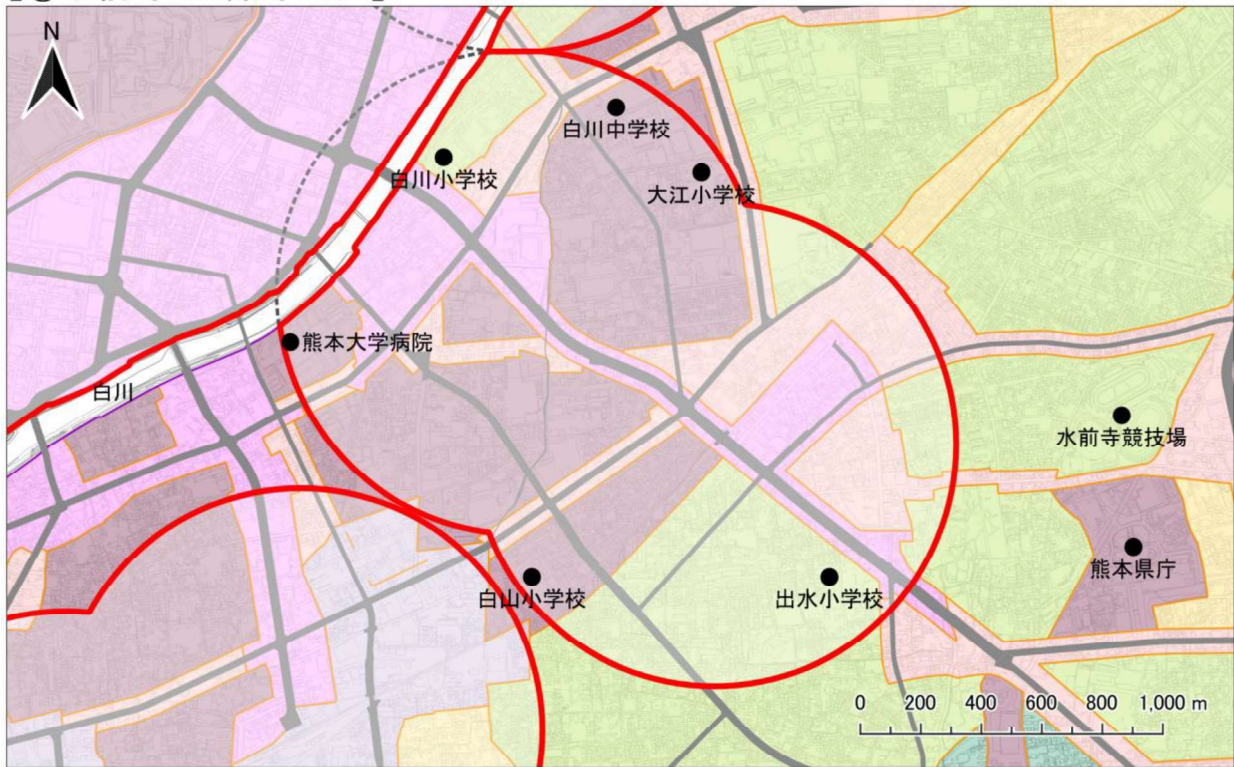 N
白川中学校
白川小学校
大江小学校
熊本大学病院
白川
水前寺競技場
熊本県庁
白山小学校
出水小学校
0 200 400 600 800 1,000 m